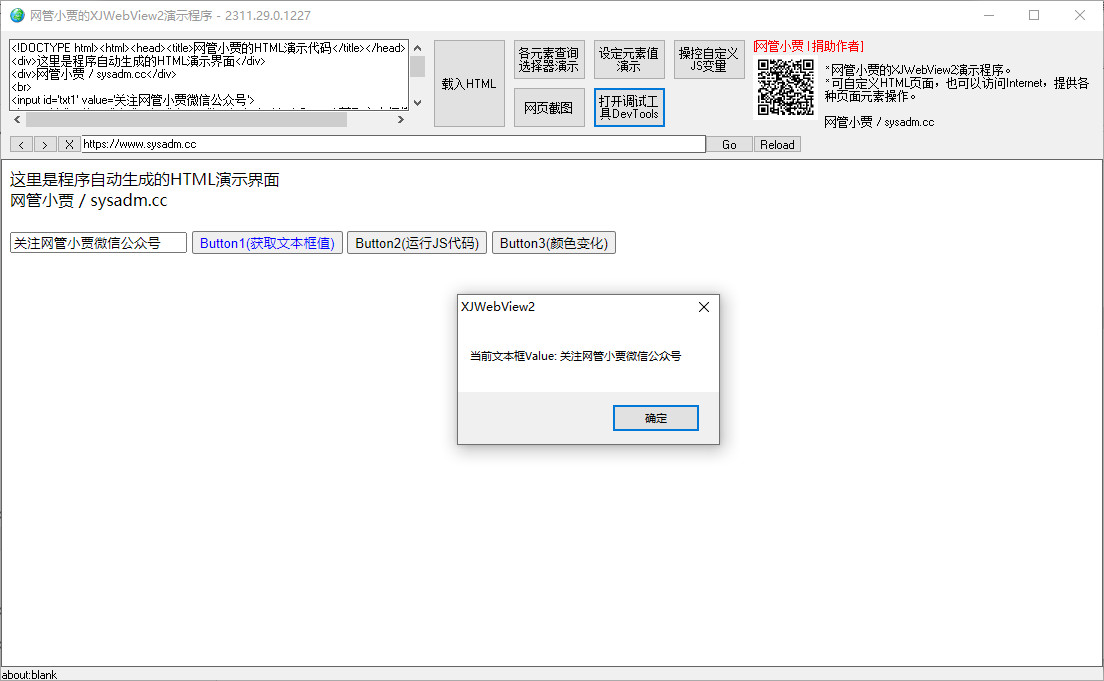 网管小贾的XJWebView2演示程序 - 2311.29.0.1227
<!DOCTYPE html><html><head><title>网管小贾的HTML演示代码</title></head>
<div>这里是程序自动生成的HTML演示界面</div>
<div>网管小贾 / sysadm.cc</div>
<br>
<input id='txt1' value='关注网管小贾微信公众号'>
载入HTML
各元素查询
选择器演示
设定元素值
演示
操控自定义
JS变量
网页截图
打开调试工
具DevTools
[网管小贾 | 捐助作者]
*网管小贾的XJWebView2演示程序。
*可自定义HTML页面，也可以访问Internet，提供各
种页面元素操作。
网管小贾 / sysadm.cc
< > X https://www.sysadm.cc Go Reload
这里是程序自动生成的HTML演示界面
网管小贾 / sysadm.cc
关注网管小贾微信公众号 Button1(获取文本框值) Button2(运行JS代码) Button3(颜色变化)
XJWebView2
当前文本框Value: 关注网管小贾微信公众号
确定
about:blank